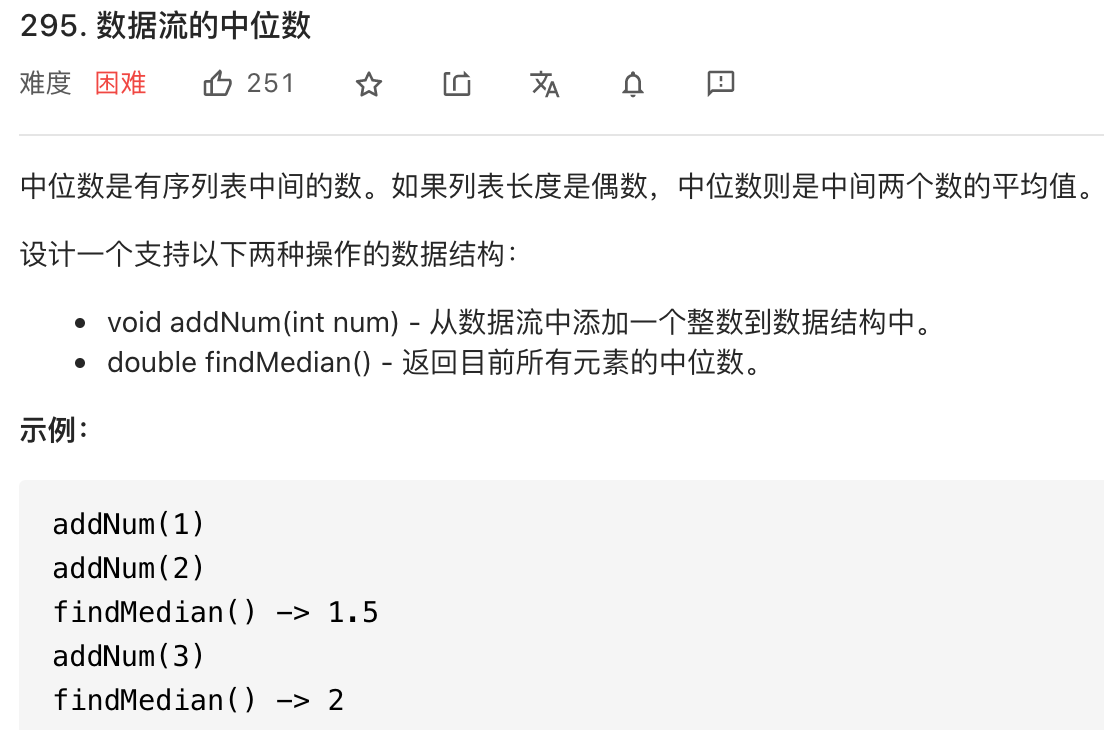 295. 数据流的中位数
难度 困难 251
中位数是有序列表中间的数。如果列表长度是偶数，中位数则是中间两个数的平均值。
设计一个支持以下两种操作的数据结构：
• void addNum(int num) - 从数据流中添加一个整数到数据结构中。
• double findMedian() - 返回目前所有元素的中位数。
示例：
addNum(1)
addNum(2)
findMedian() -> 1.5
addNum(3)
findMedian() -> 2